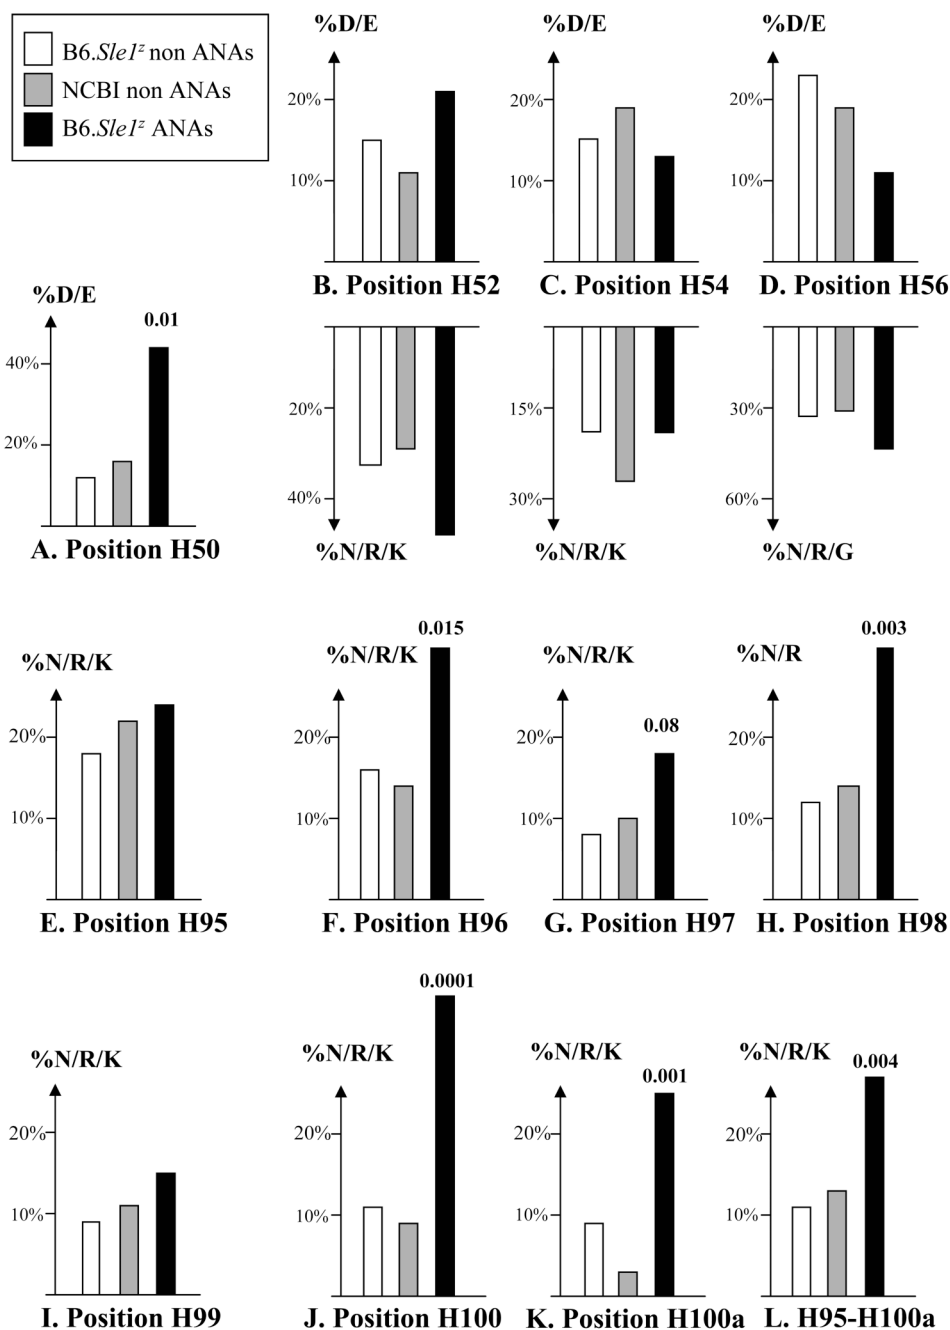 B6.Sle1ᶻ non ANAs
NCBI non ANAs
B6.Sle1ᶻ ANAs
%D/E
20%
10%
B. Position H52
%D/E
20%
10%
C. Position H54
%D/E
20%
10%
D. Position H56
%D/E
0.01
40%
20%
A. Position H50
20%
40%
%N/R/K
15%
30%
%N/R/K
30%
60%
%N/R/G
%N/R/K
20%
10%
E. Position H95
0.015
%N/R/K
20%
10%
F. Position H96
%N/R/K
0.08
20%
10%
G. Position H97
0.003
%N/R
20%
10%
H. Position H98
%N/R/K
20%
10%
I. Position H99
0.0001
%N/R/K
20%
10%
J. Position H100
%N/R/K
0.001
20%
10%
K. Position H100a
%N/R/K
0.004
20%
10%
L. H95-H100a